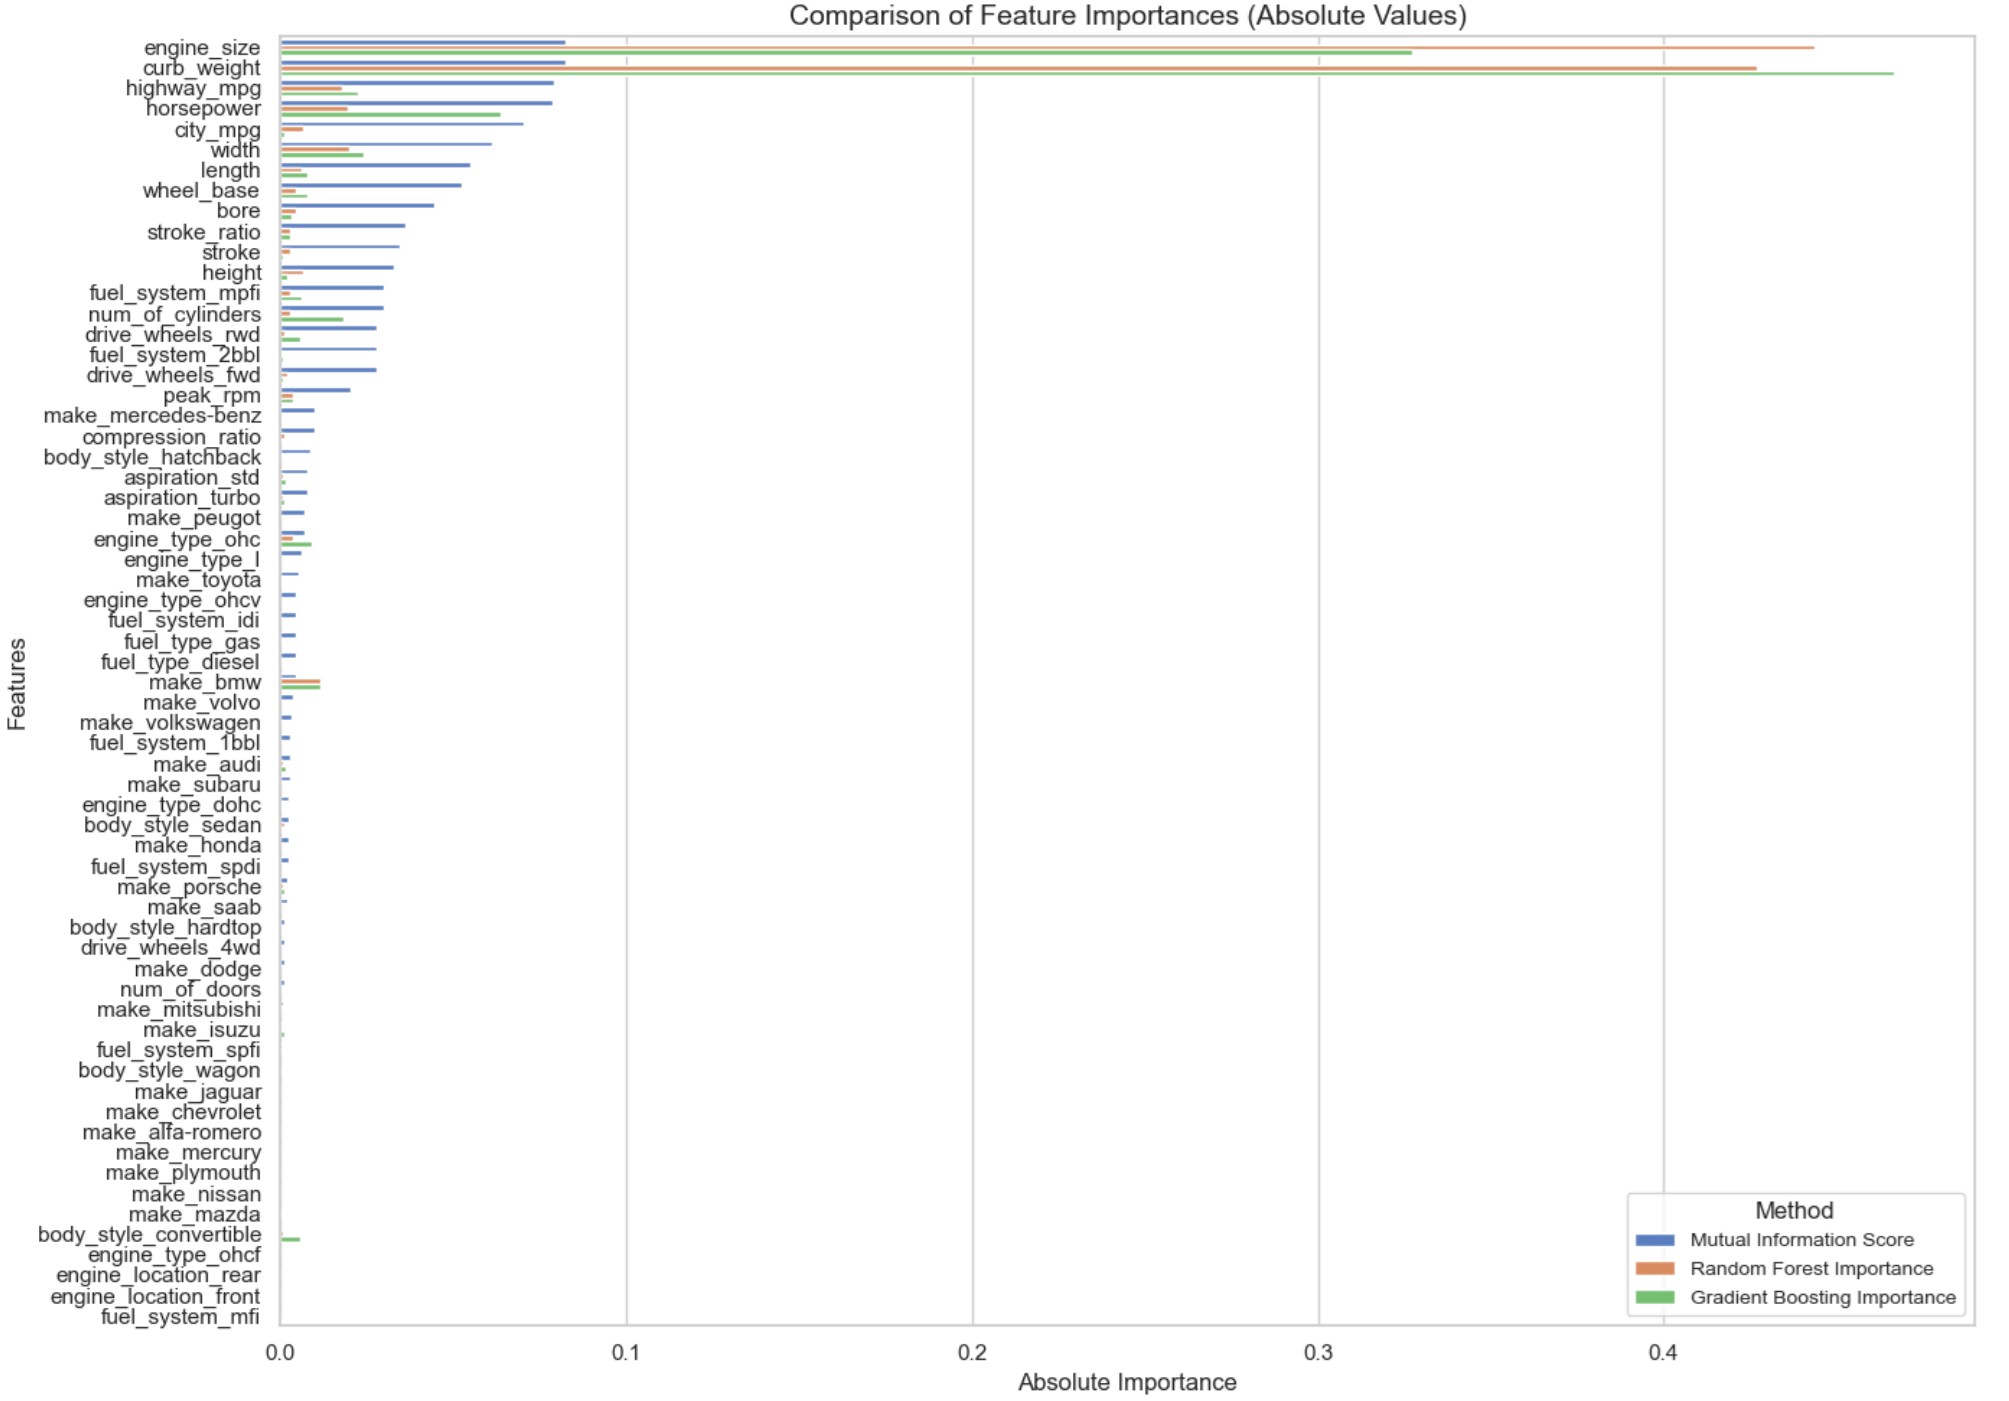 Comparison of Feature Importances (Absolute Values)
Features
engine_size
curb_weight
highway_mpg
horsepower
city_mpg
width
length
wheel_base
bore
stroke_ratio
stroke
height
fuel_system_mpfi
num_of_cylinders
drive_wheels_rwd
fuel_system_2bbl
drive_wheels_fwd
peak_rpm
make_mercedes-benz
compression_ratio
body_style_hatchback
aspiration_std
aspiration_turbo
make_peugot
engine_type_ohc
engine_type_l
make_toyota
engine_type_ohcv
fuel_system_idi
fuel_type_gas
fuel_type_diesel
make_bmw
make_volvo
make_volkswagen
fuel_system_1bbl
make_audi
make_subaru
engine_type_dohc
body_style_sedan
make_honda
fuel_system_spdi
make_porsche
make_saab
body_style_hardtop
drive_wheels_4wd
make_dodge
num_of_doors
make_mitsubishi
make_isuzu
fuel_system_spfi
body_style_wagon
make_jaguar
make_chevrolet
make_alfa-romero
make_mercury
make_plymouth
make_nissan
make_mazda
body_style_convertible
engine_type_ohcf
engine_location_rear
engine_location_front
fuel_system_mfi
Method
Mutual Information Score
Random Forest Importance
Gradient Boosting Importance
0.0 0.1 0.2 0.3 0.4
Absolute Importance